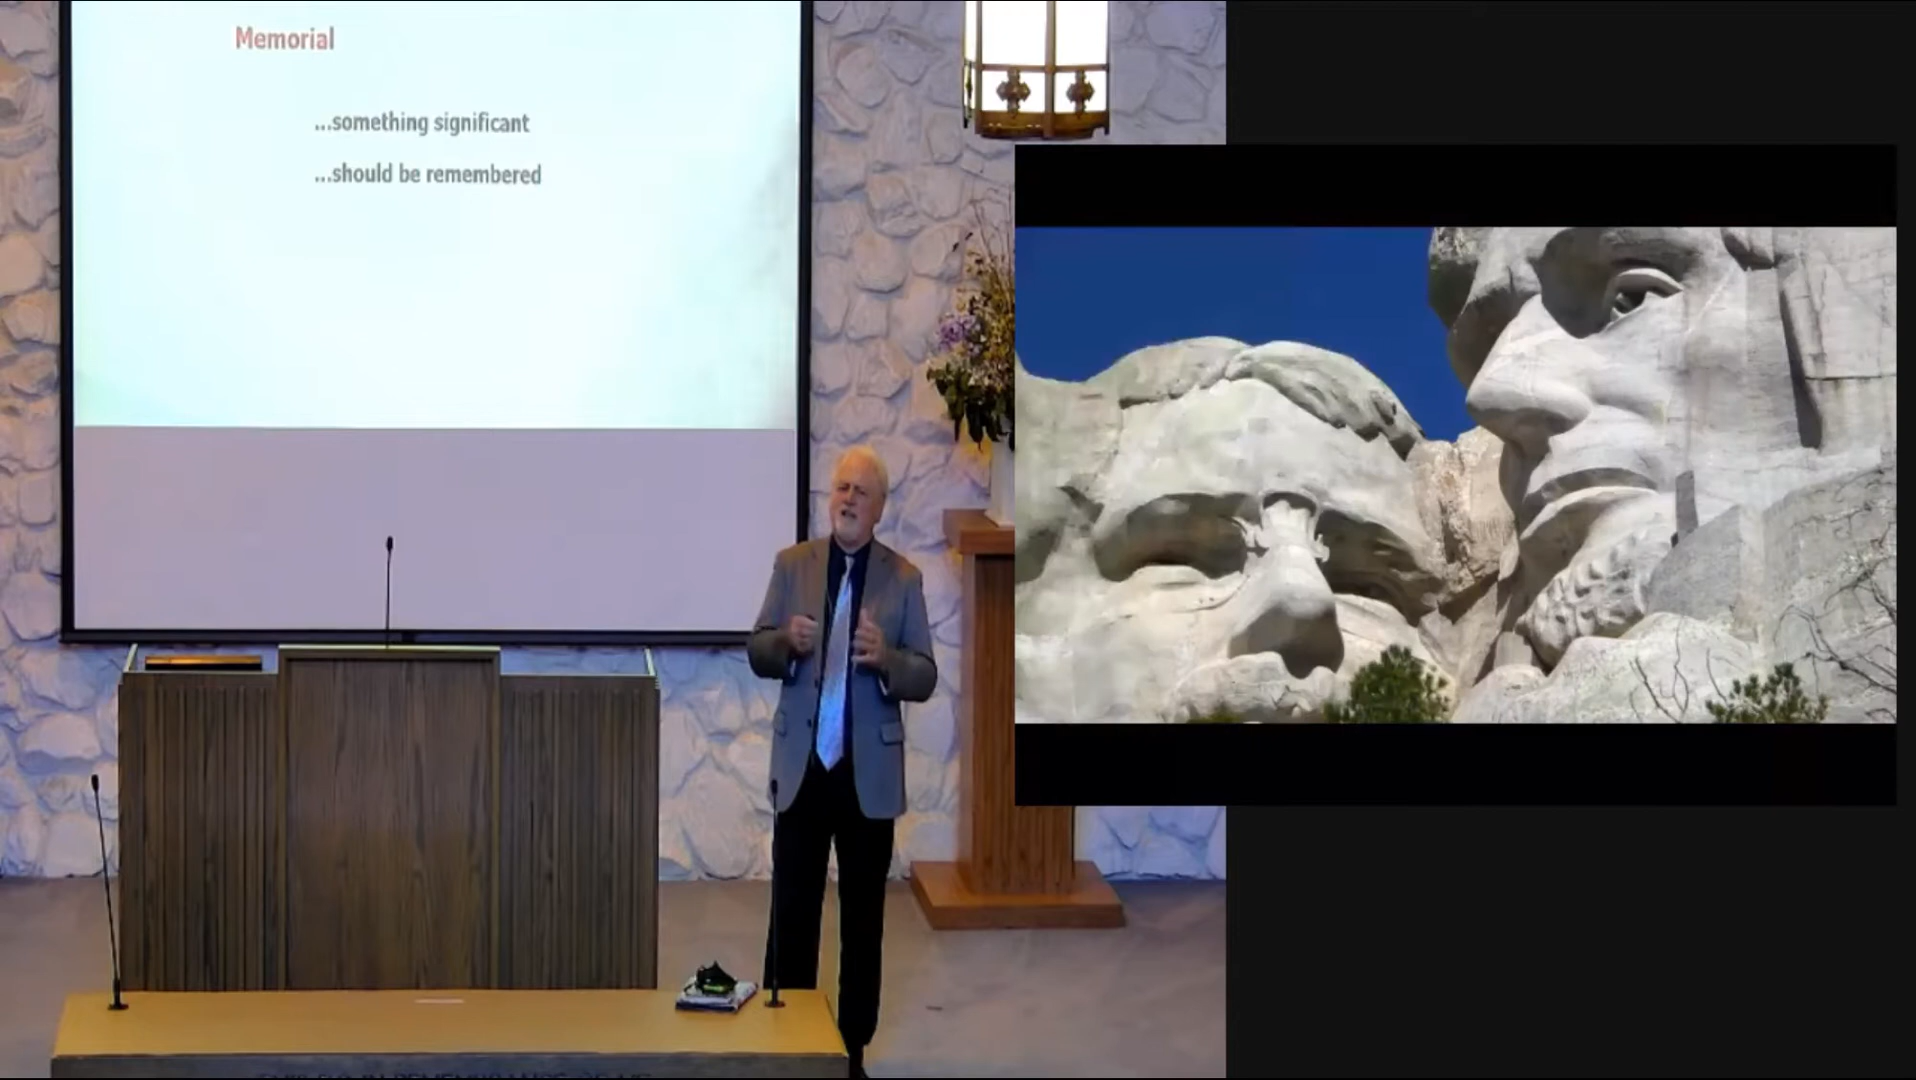 Memorial
...something significant
...should be remembered